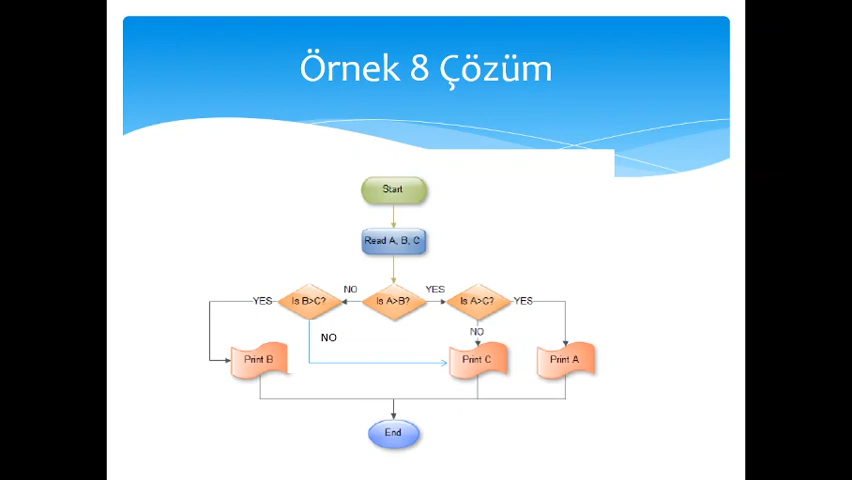 Örnek 8 Çözüm
Start
Read A, B, C
YES
Is B>C?
NO
Is A>B?
YES
Is A>C?
YES
NO
NO
Print B
Print C
Print A
End